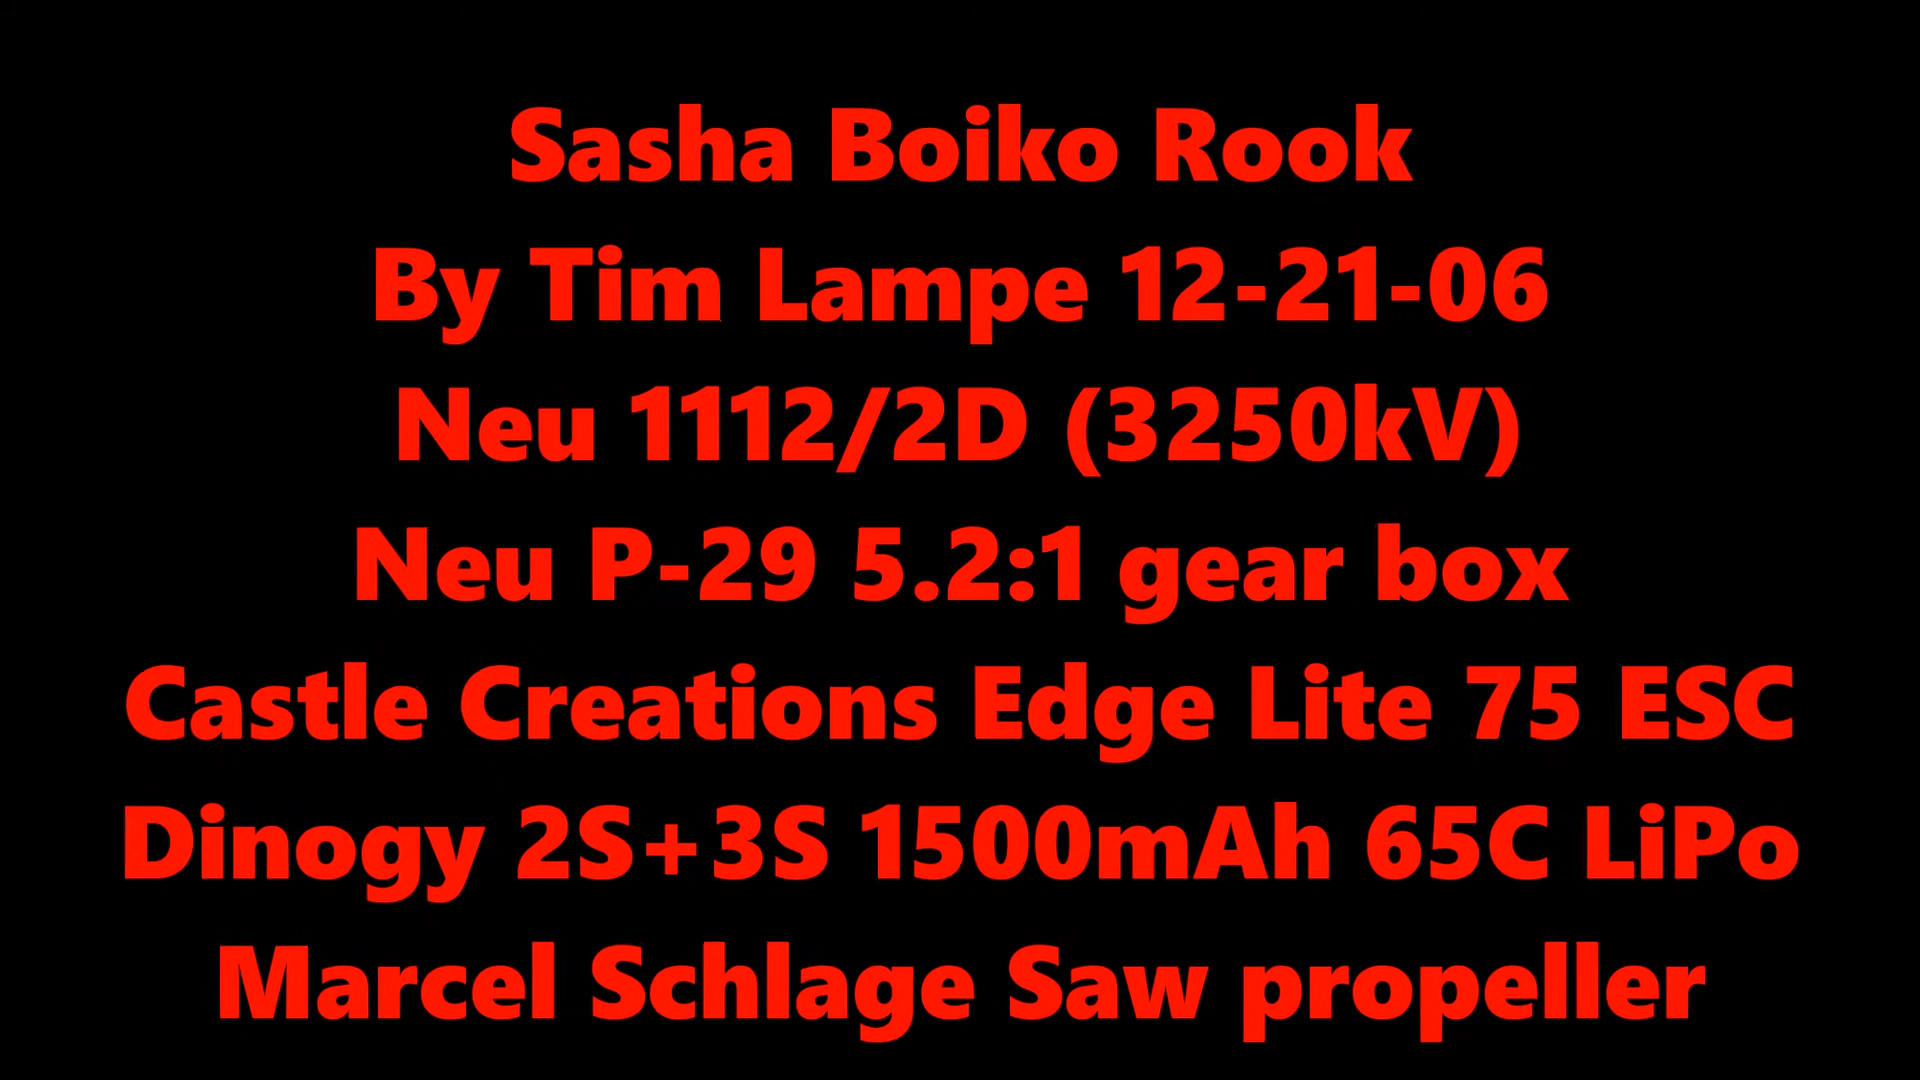 Sasha Boiko Rook
By Tim Lampe 12-21-06
Neu 1112/2D (3250kV)
Neu P-29 5.2:1 gear box
Castle Creations Edge Lite 75 ESC
Dinogy 2S+3S 1500mAh 65C LiPo
Marcel Schlage Saw propeller